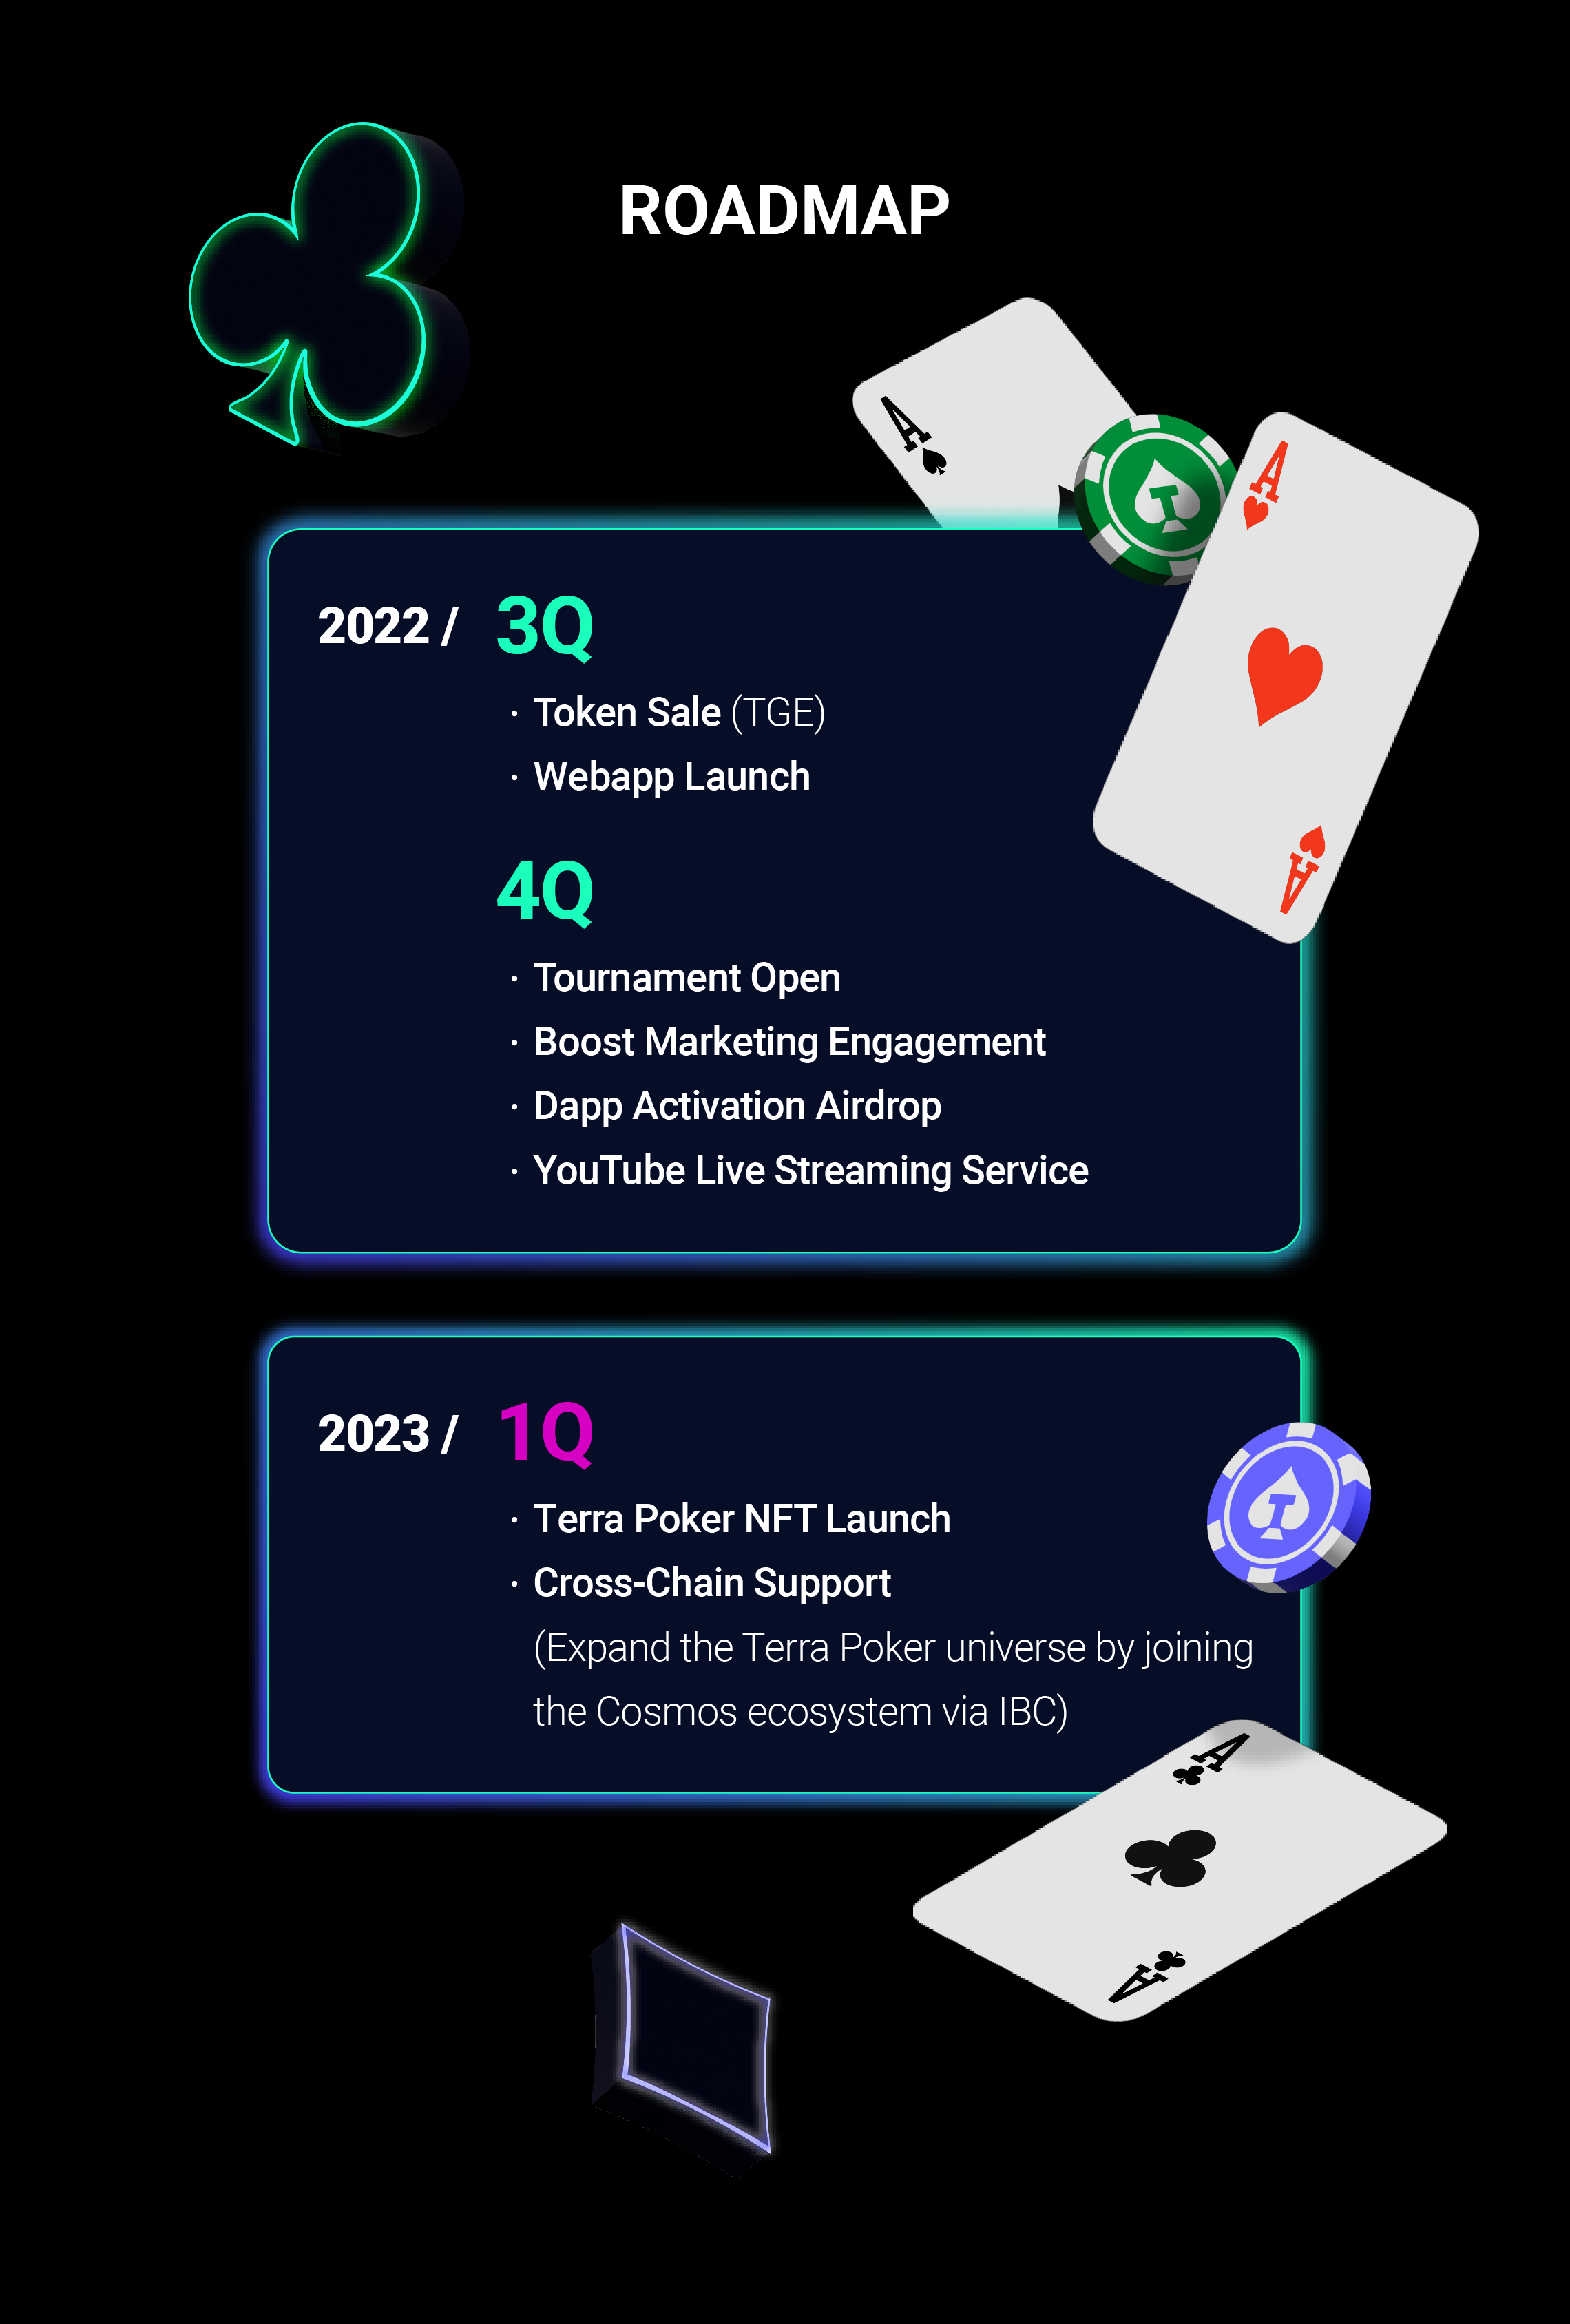 ROADMAP
A
A
2022 / 3Q
· Token Sale (TGE)
· Webapp Launch
A
4Q
· Tournament Open
· Boost Marketing Engagement
· Dapp Activation Airdrop
· YouTube Live Streaming Service
2023 / 1Q
· Terra Poker NFT Launch
· Cross-Chain Support
(Expand the Terra Poker universe by joining
the Cosmos ecosystem via IBC)
A
A